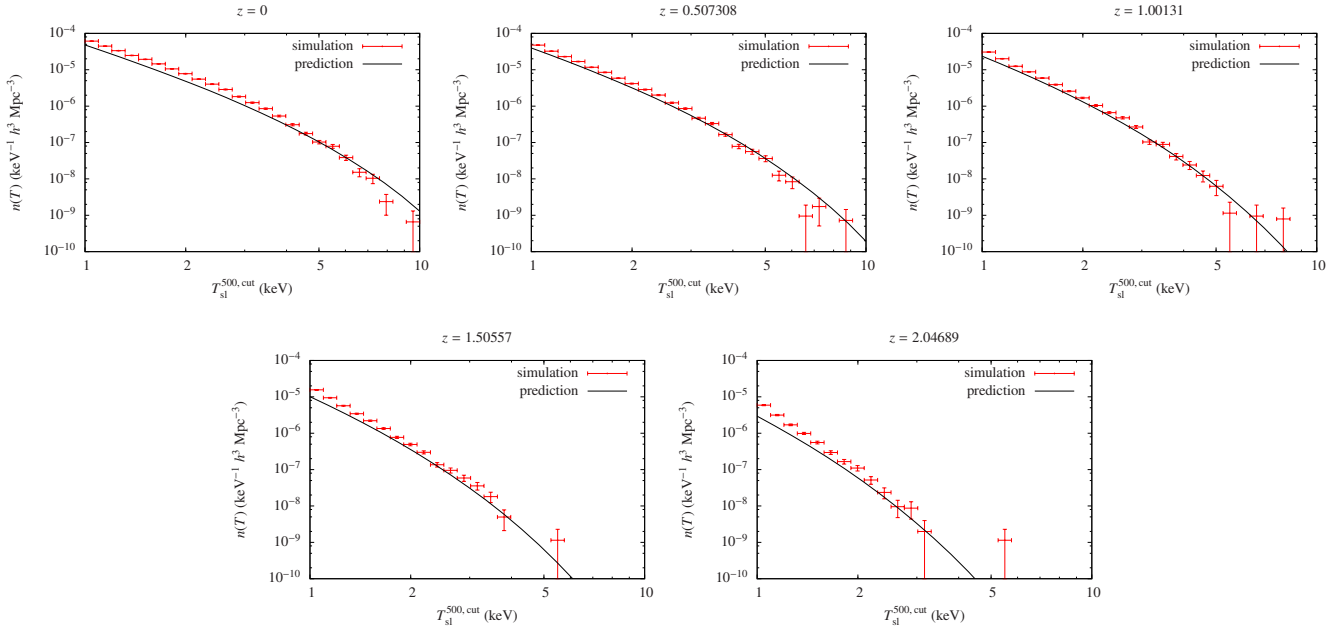 z = 0
10⁻⁴
10⁻⁵
10⁻⁶
10⁻⁷
10⁻⁸
10⁻⁹
10⁻¹⁰
n(T) (keV⁻¹ h³ Mpc⁻³)
simulation
prediction
1 2 5 10
T_sl^500, cut (keV)
z = 0.507308
10⁻⁴
10⁻⁵
10⁻⁶
10⁻⁷
10⁻⁸
10⁻⁹
10⁻¹⁰
n(T) (keV⁻¹ h³ Mpc⁻³)
simulation
prediction
1 2 5 10
T_sl^500, cut (keV)
z = 1.00131
10⁻⁴
10⁻⁵
10⁻⁶
10⁻⁷
10⁻⁸
10⁻⁹
10⁻¹⁰
n(T) (keV⁻¹ h³ Mpc⁻³)
simulation
prediction
1 2 5 10
T_sl^500, cut (keV)
z = 1.50557
10⁻⁴
10⁻⁵
10⁻⁶
10⁻⁷
10⁻⁸
10⁻⁹
10⁻¹⁰
n(T) (keV⁻¹ h³ Mpc⁻³)
simulation
prediction
1 2 5 10
T_sl^500, cut (keV)
z = 2.04689
10⁻⁴
10⁻⁵
10⁻⁶
10⁻⁷
10⁻⁸
10⁻⁹
10⁻¹⁰
n(T) (keV⁻¹ h³ Mpc⁻³)
simulation
prediction
1 2 5 10
T_sl^500, cut (keV)